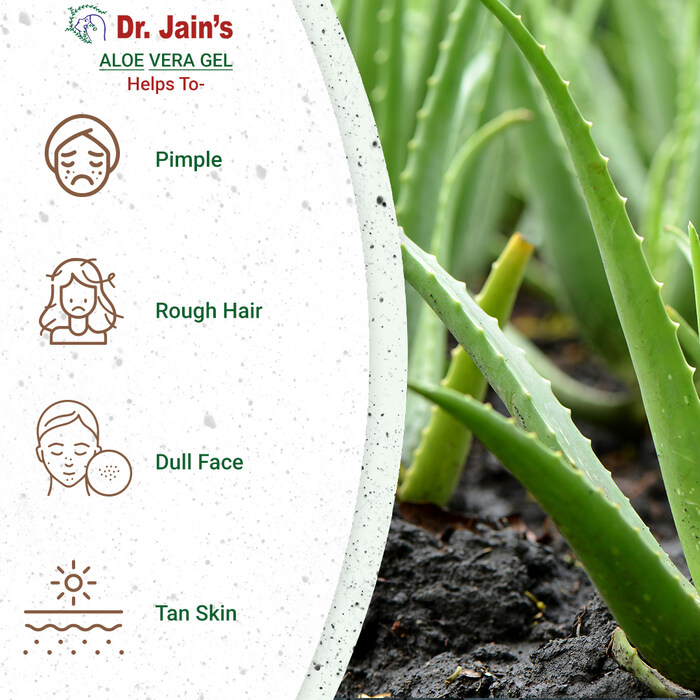 Dr. Jain's
ALOE VERA GEL
Helps To-
Pimple
Rough Hair
Dull Face
Tan Skin